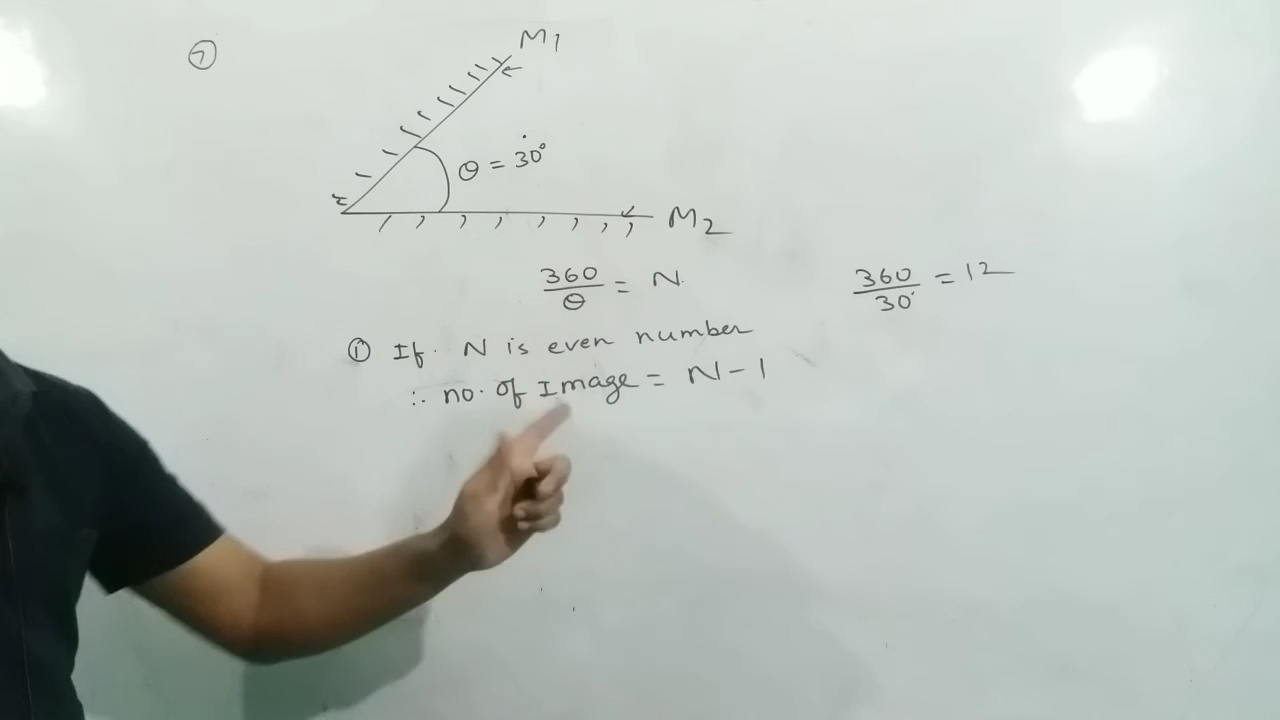 ⑦
M1
θ = 30°
M2
360/θ = N
360/30° = 12
① If N is even number
∴ no. of Image = N - 1